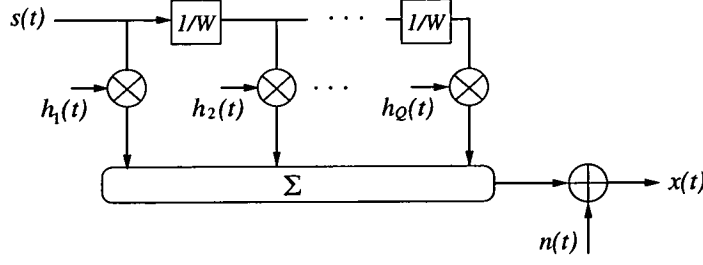 s(t) 1/W · · · 1/W
h₁(t) h₂(t) · · · h_Q(t)
Σ x(t)
n(t)